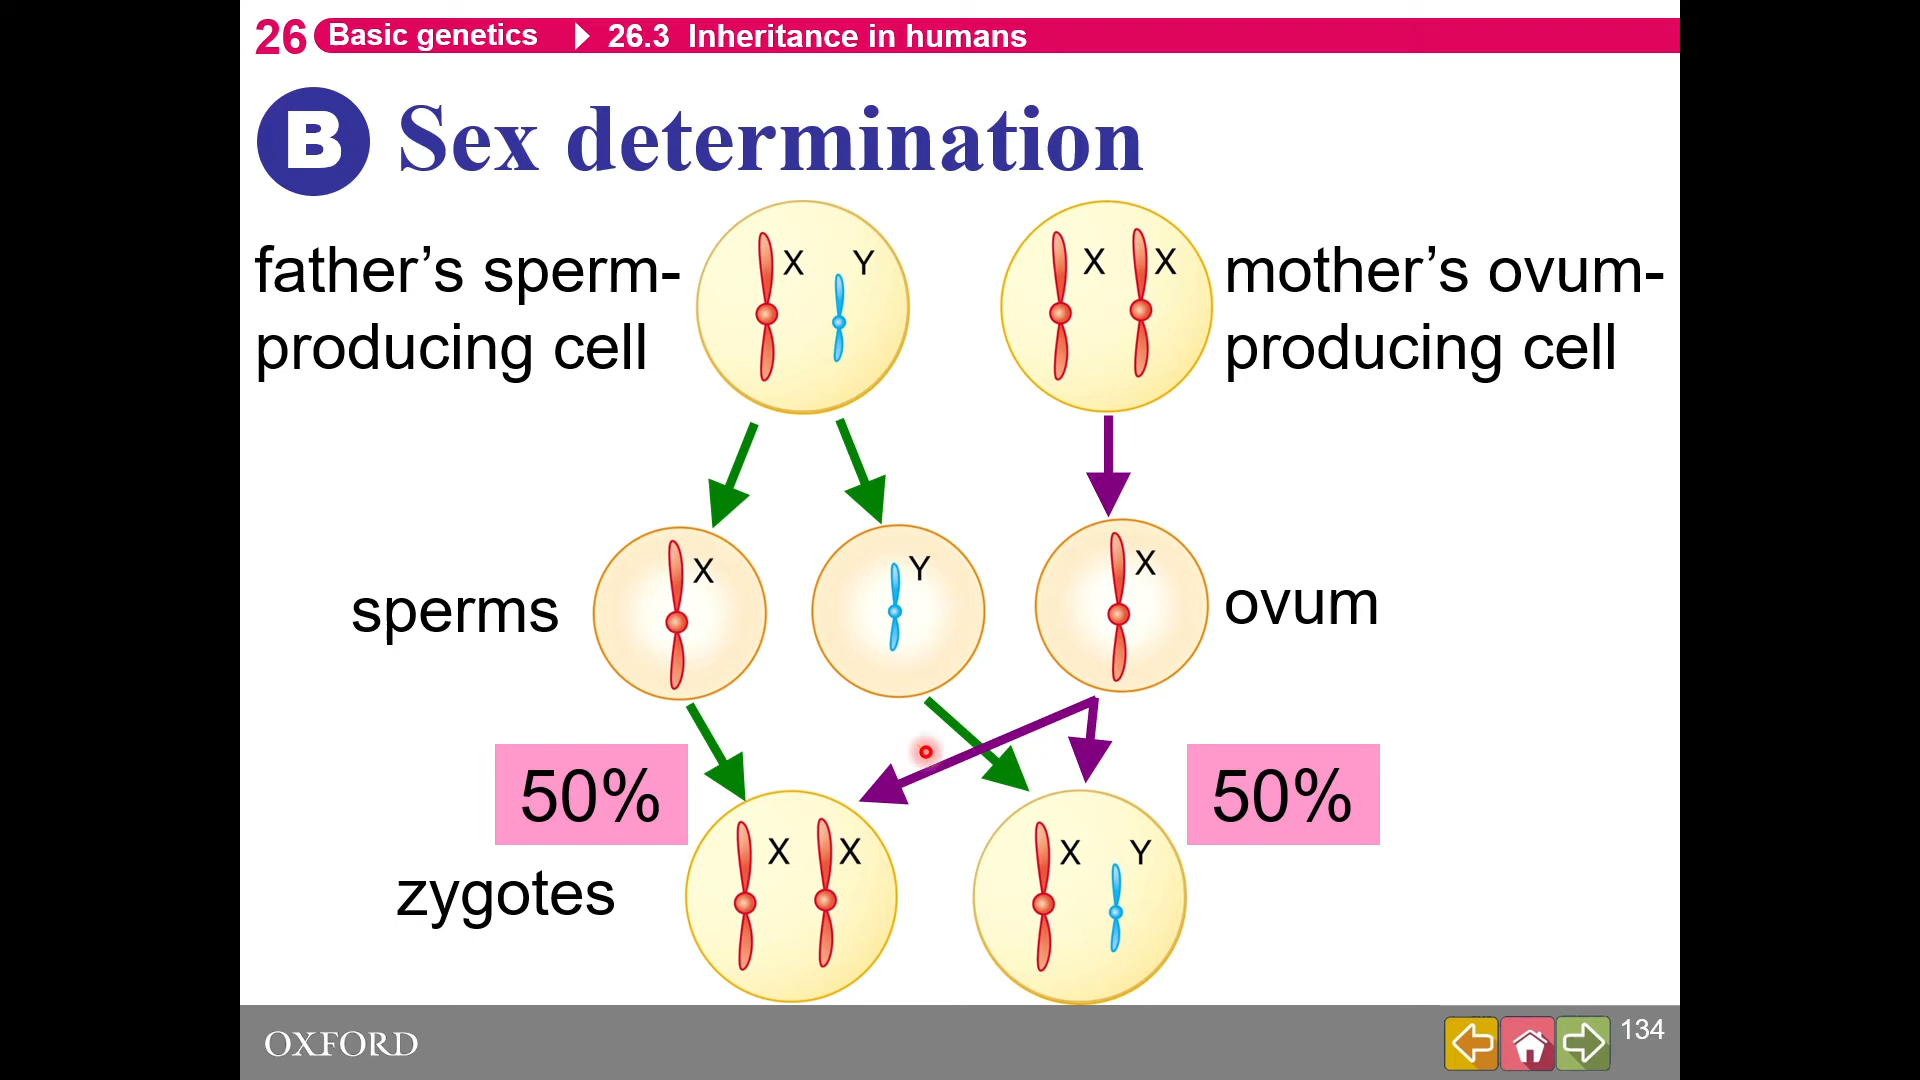 26 Basic genetics 26.3 Inheritance in humans
B Sex determination
father’s sperm-
producing cell
X Y
X X
mother’s ovum-
producing cell
sperms
X
Y
X
ovum
50%
50%
zygotes
X X
X Y
OXFORD
134